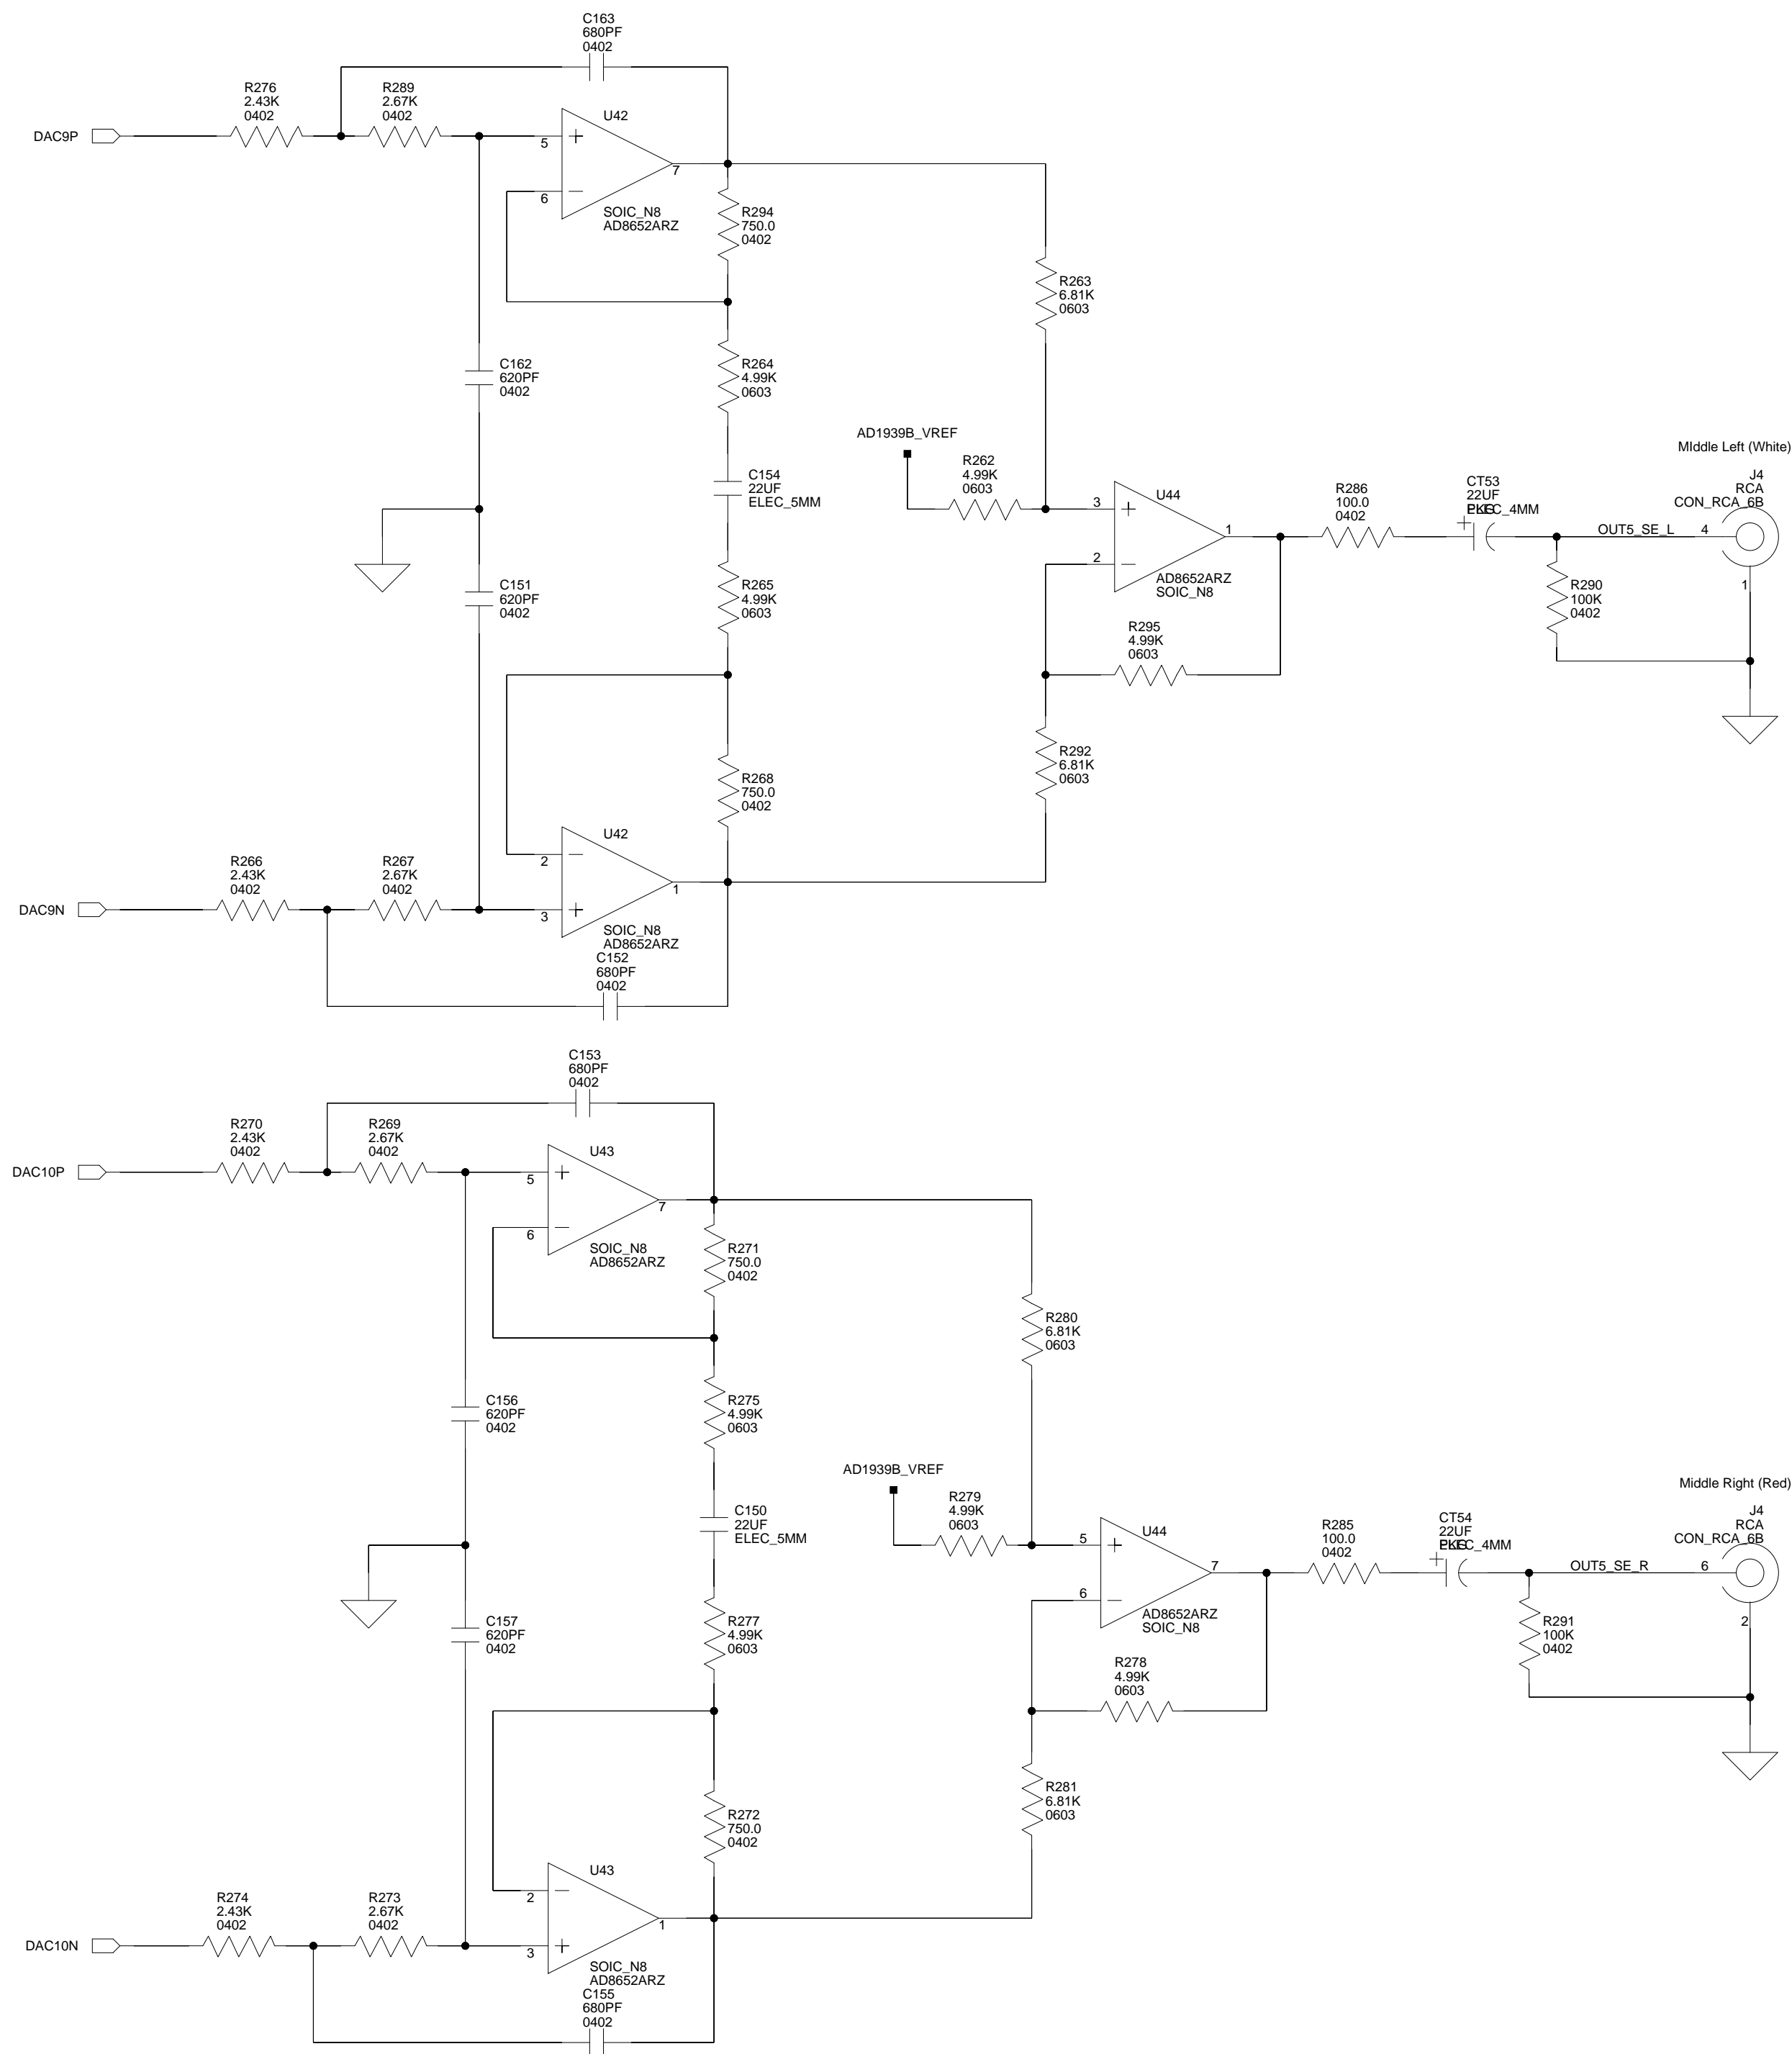 C163
680PF
0402
R276
2.43K
0402
R289
2.67K
0402
DAC9P
U42
5
6
7
SOIC_N8
AD8652ARZ
R294
750.0
0402
R263
6.81K
0603
C162
620PF
0402
R264
4.99K
0603
AD1939B_VREF
R262
4.99K
0603
C154
22UF
ELEC_5MM
MIddle Left (White)
J4
RCA
CON_RCA_6B
U44
3
2
1
AD8652ARZ
SOIC_N8
R286
100.0
0402
CT53
22UF
ELEC_4MM
OUT5_SE_L
4
1
R290
100K
0402
C151
620PF
0402
R265
4.99K
0603
R295
4.99K
0603
R292
6.81K
0603
R268
750.0
0402
R266
2.43K
0402
R267
2.67K
0402
DAC9N
U42
2
3
1
SOIC_N8
AD8652ARZ
C152
680PF
0402
C153
680PF
0402
R270
2.43K
0402
R269
2.67K
0402
DAC10P
U43
5
6
7
SOIC_N8
AD8652ARZ
R271
750.0
0402
R280
6.81K
0603
C156
620PF
0402
R275
4.99K
0603
AD1939B_VREF
R279
4.99K
0603
C150
22UF
ELEC_5MM
Middle Right (Red)
J4
RCA
CON_RCA_6B
U44
5
6
7
AD8652ARZ
SOIC_N8
R285
100.0
0402
CT54
22UF
ELEC_4MM
OUT5_SE_R
6
2
R291
100K
0402
C157
620PF
0402
R277
4.99K
0603
R278
4.99K
0603
R281
6.81K
0603
R272
750.0
0402
R274
2.43K
0402
R273
2.67K
0402
DAC10N
U43
2
3
1
SOIC_N8
AD8652ARZ
C155
680PF
0402